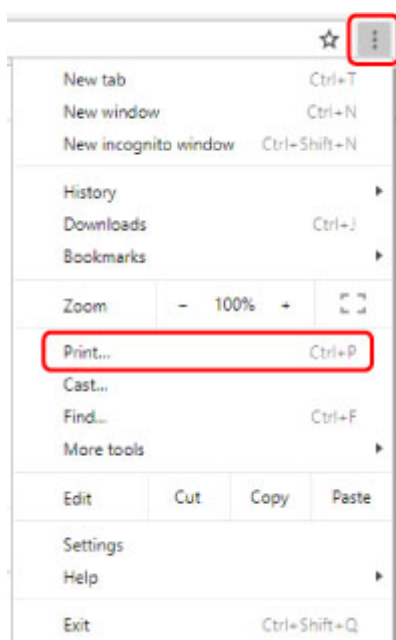 New tab Ctrl+T
New window Ctrl+N
New incognito window Ctrl+Shift+N
History
Downloads Ctrl+J
Bookmarks
Zoom - 100% +
Print... Ctrl+P
Cast...
Find... Ctrl+F
More tools
Edit Cut Copy Paste
Settings
Help
Exit Ctrl+Shift+Q